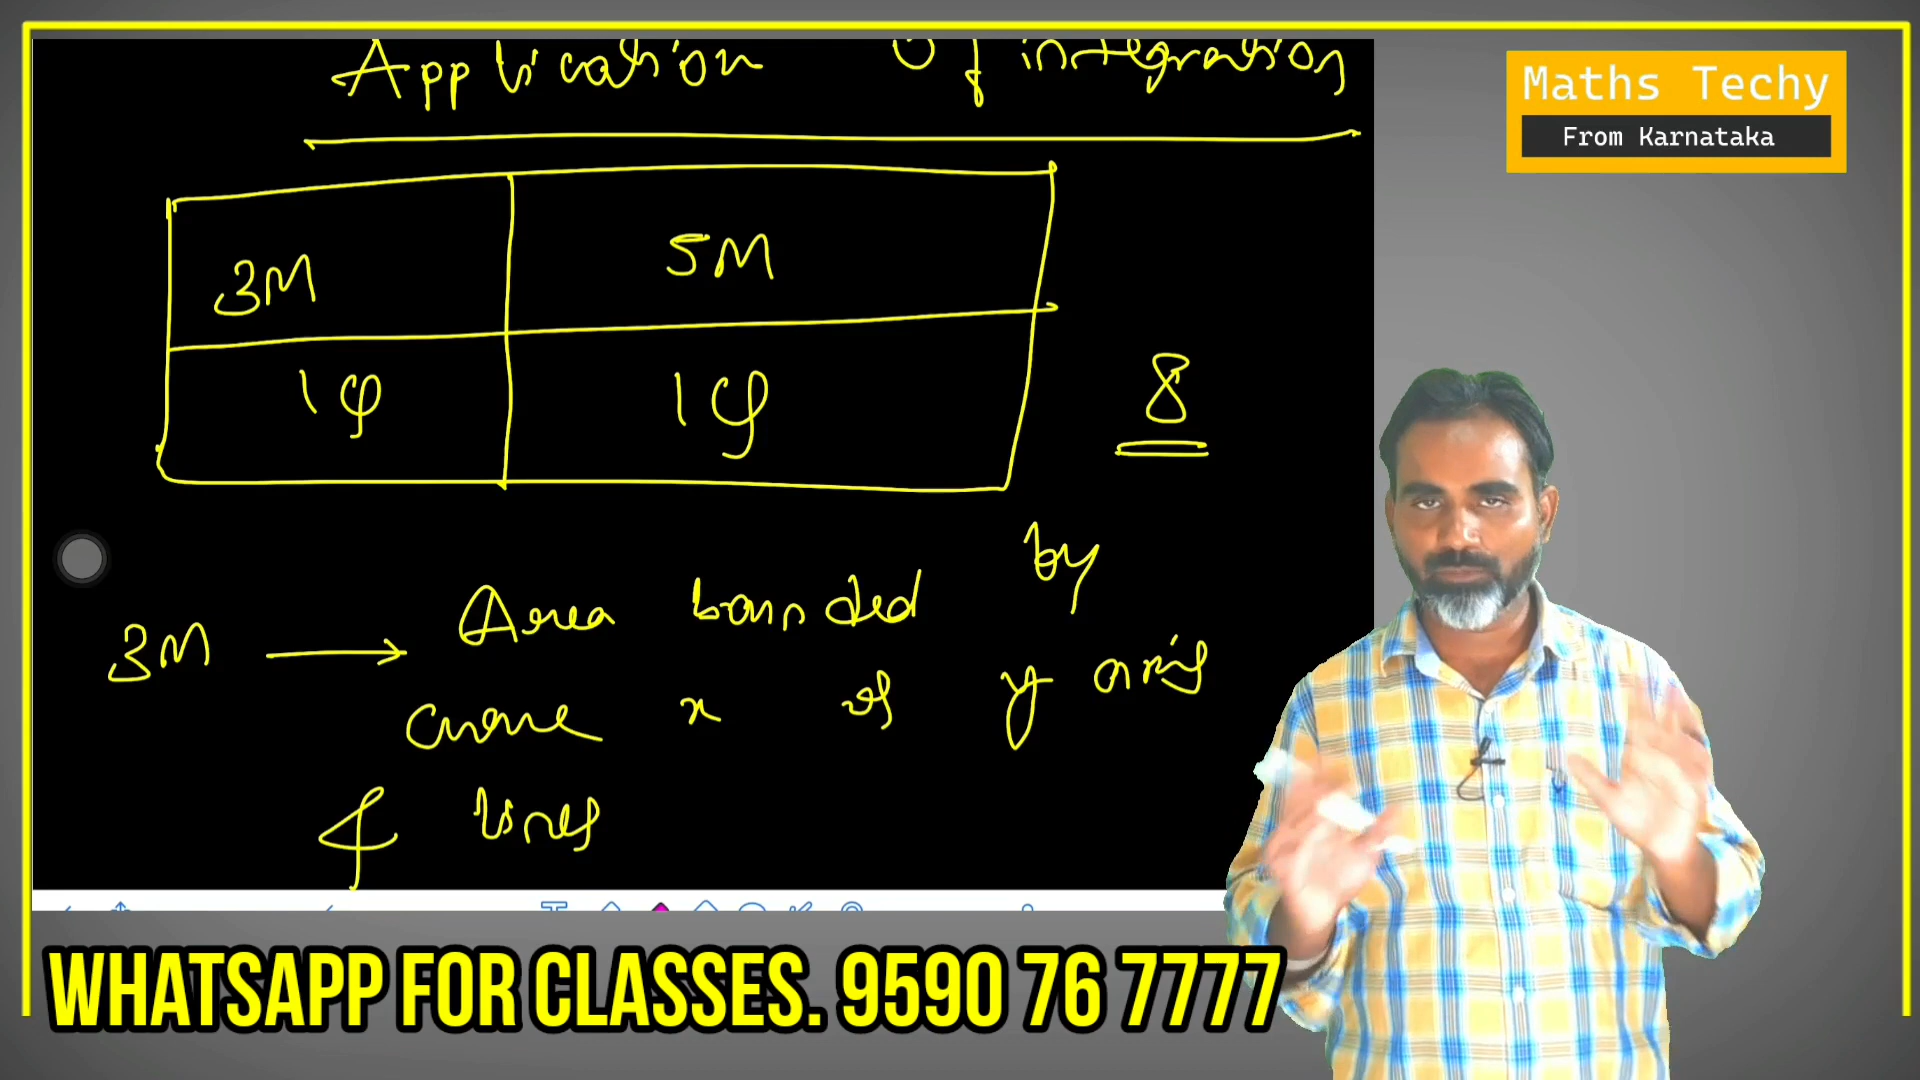 Application of integration
Maths Techy
From Karnataka
3M 5M
1Q 1Q
8
3M → Area bounded by
curve x y axis
& lines
WHATSAPP FOR CLASSES. 9590 76 7777